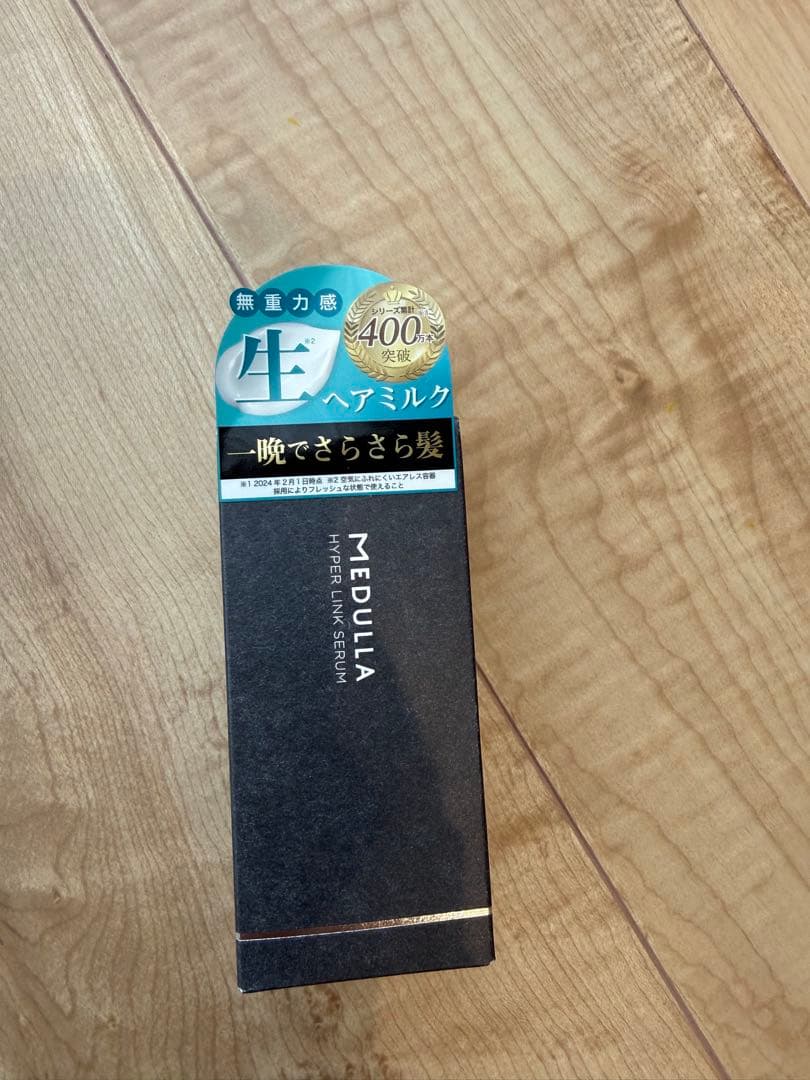 無重力感
シリーズ累計※1
400万本
突破
生※2
ヘアミルク
一晩でさらさら髪
※1 2024年2月1日時点 ※2 空気にふれにくいエアレス容器
採用によりフレッシュな状態で使えること
MEDULLA
HYPER LINK SERUM